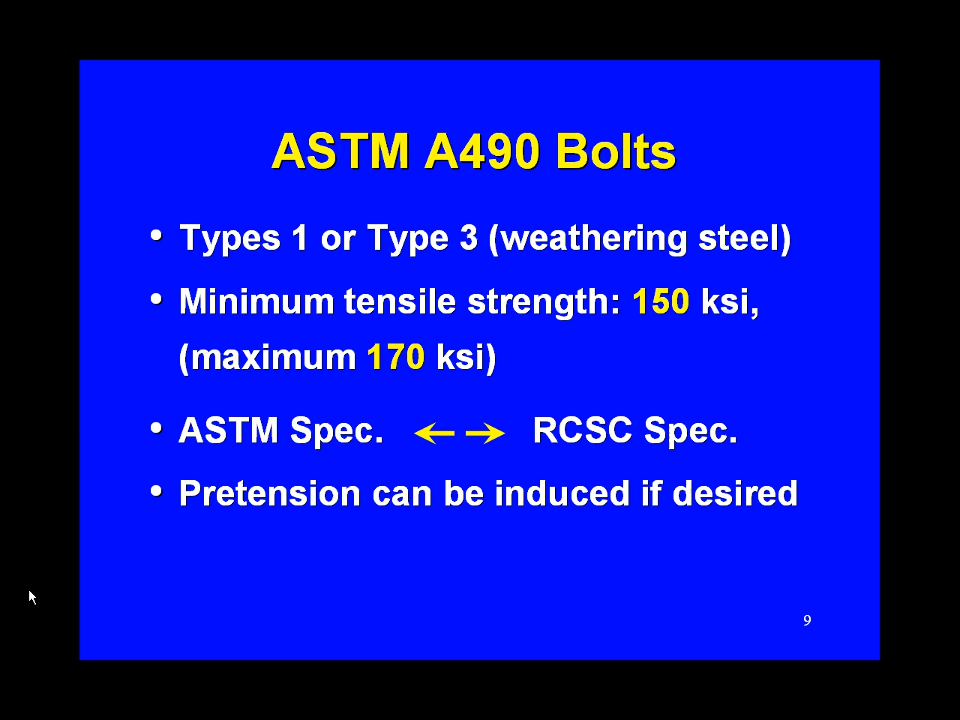 ASTM A490 Bolts
• Types 1 or Type 3 (weathering steel)
• Minimum tensile strength: 150 ksi,
(maximum 170 ksi)
• ASTM Spec. ← → RCSC Spec.
• Pretension can be induced if desired
9